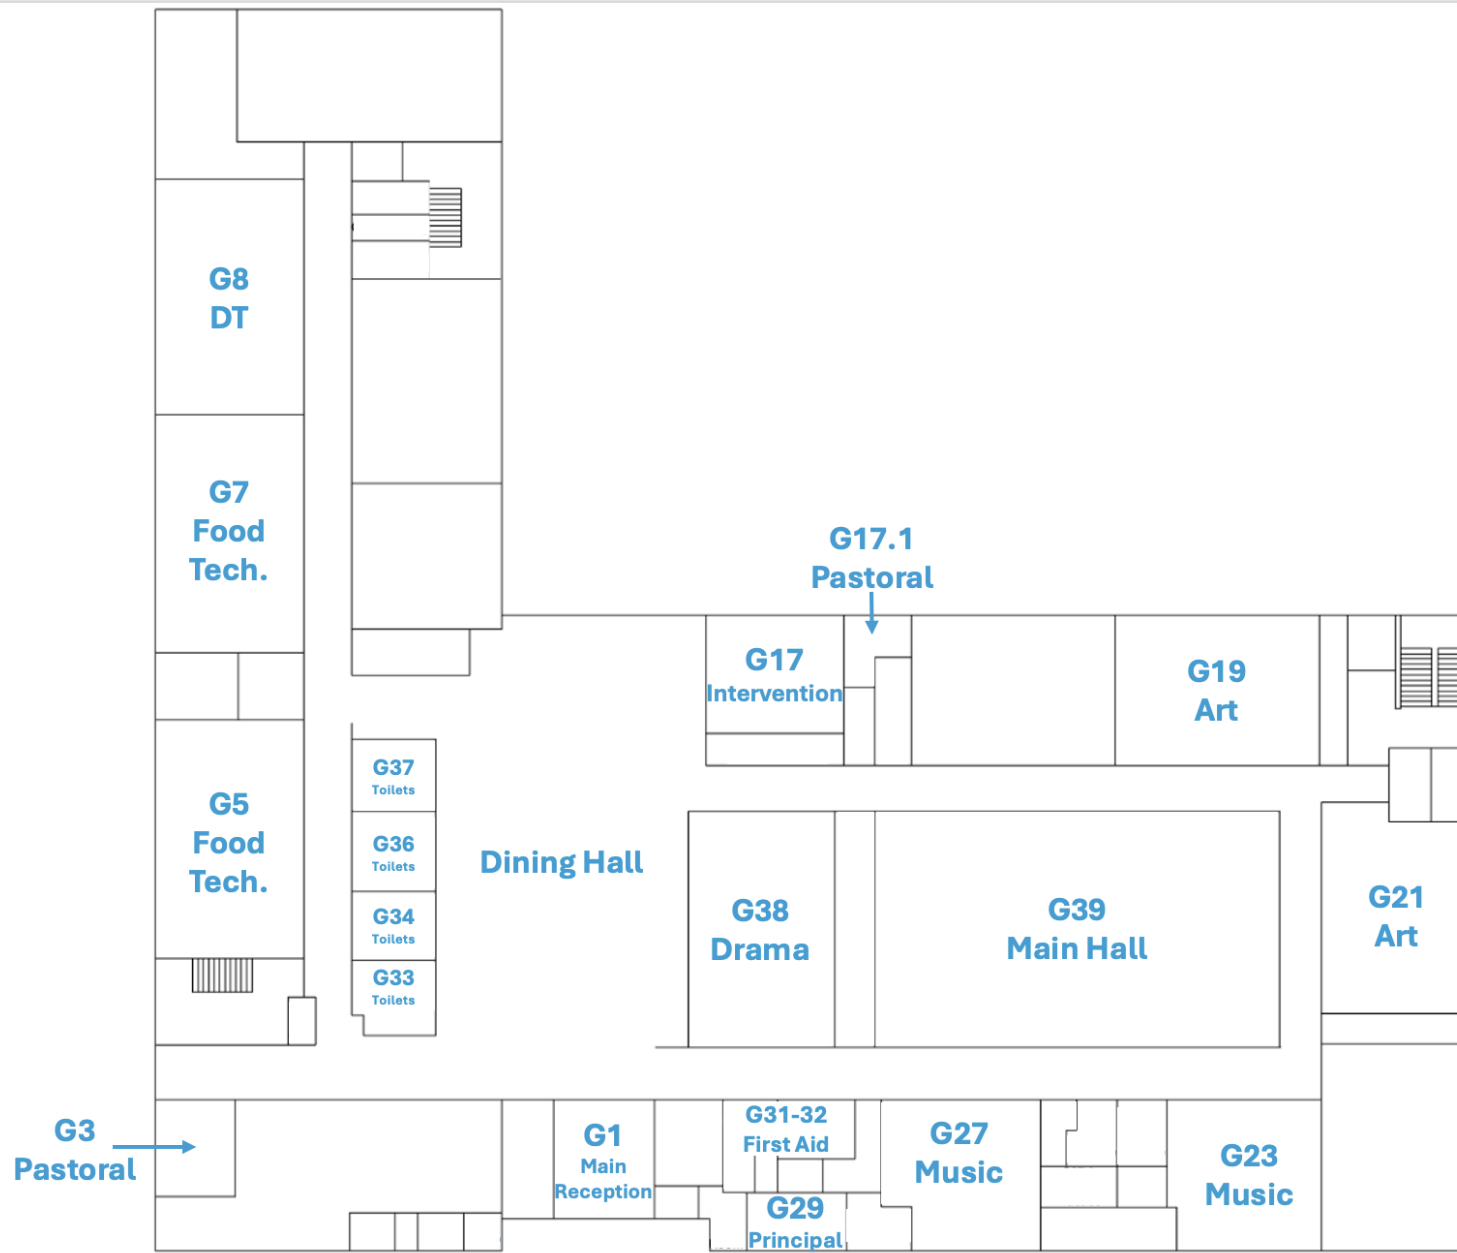 G8
DT
G7
Food
Tech.
G17.1
Pastoral
G17
Intervention
G19
Art
G5
Food
Tech.
G37
Toilets
G36
Toilets
G34
Toilets
G33
Toilets
Dining Hall
G38
Drama
G39
Main Hall
G21
Art
G3
Pastoral
G1
Main
Reception
G31-32
First Aid
G29
Principal
G27
Music
G23
Music